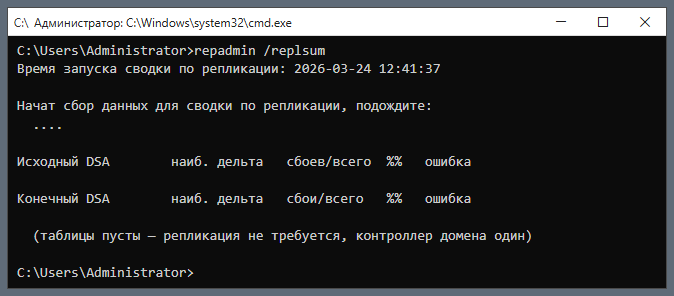 C:\ Администратор: C:\Windows\system32\cmd.exe
C:\Users\Administrator>repadmin /replsum
Время запуска сводки по репликации: 2026-03-24 12:41:37
Начат сбор данных для сводки по репликации, подождите:
....
Исходный DSA наиб. дельта сбоев/всего %% ошибка
Конечный DSA наиб. дельта сбои/всего %% ошибка
(таблицы пусты — репликация не требуется, контроллер домена один)
C:\Users\Administrator>